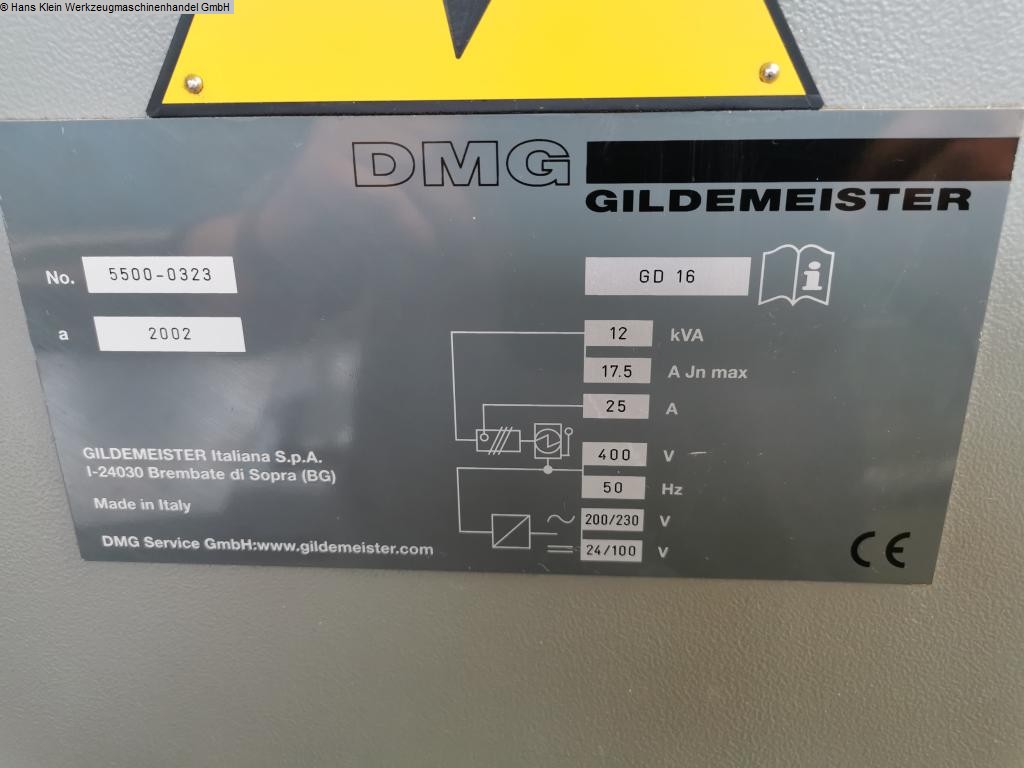 © Hans Klein Werkzeugmaschinenhandel GmbH
DMG
GILDEMEISTER
No. 5500-0323
GD 16
a 2002
12 kVA
17.5 A Jn max
25 A
400 V
50 Hz
200/230 V
24/100 V
GILDEMEISTER Italiana S.p.A.
I-24030 Brembate di Sopra (BG)
Made in Italy
DMG Service GmbH:www.gildemeister.com
CE